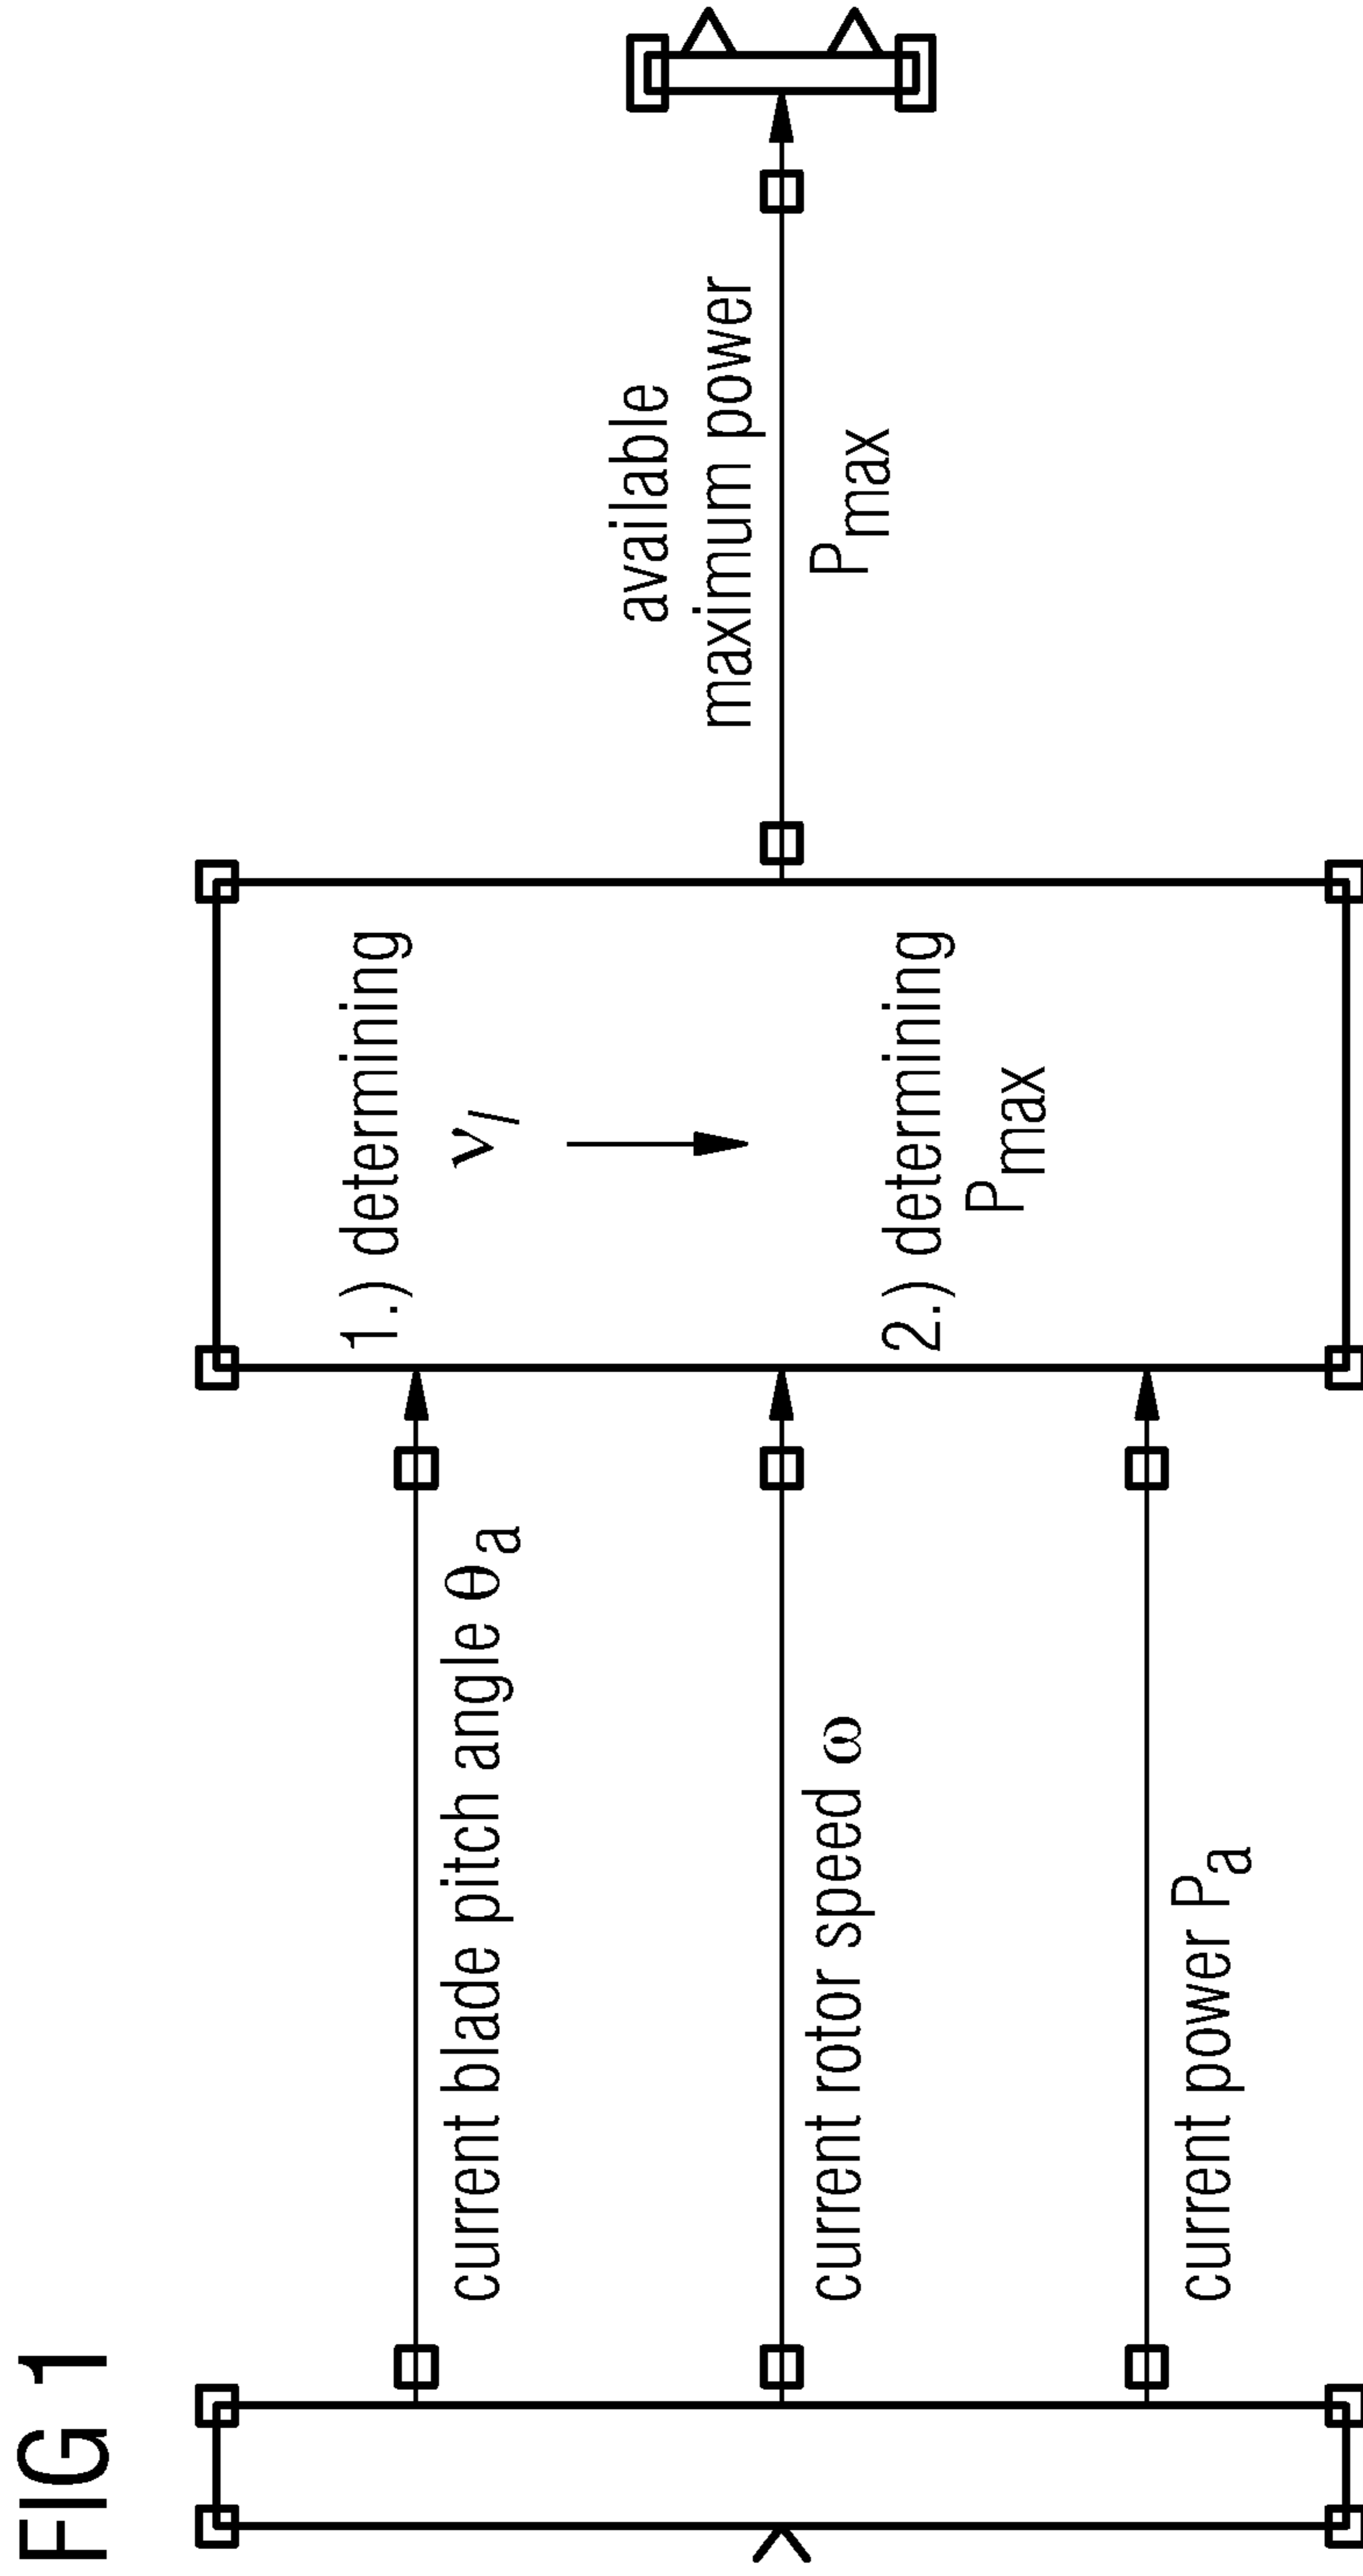 FIG 1
current blade pitch angle θa
current rotor speed ω
current power Pa
1.) determining
νl
2.) determining
Pmax
available
maximum power
Pmax